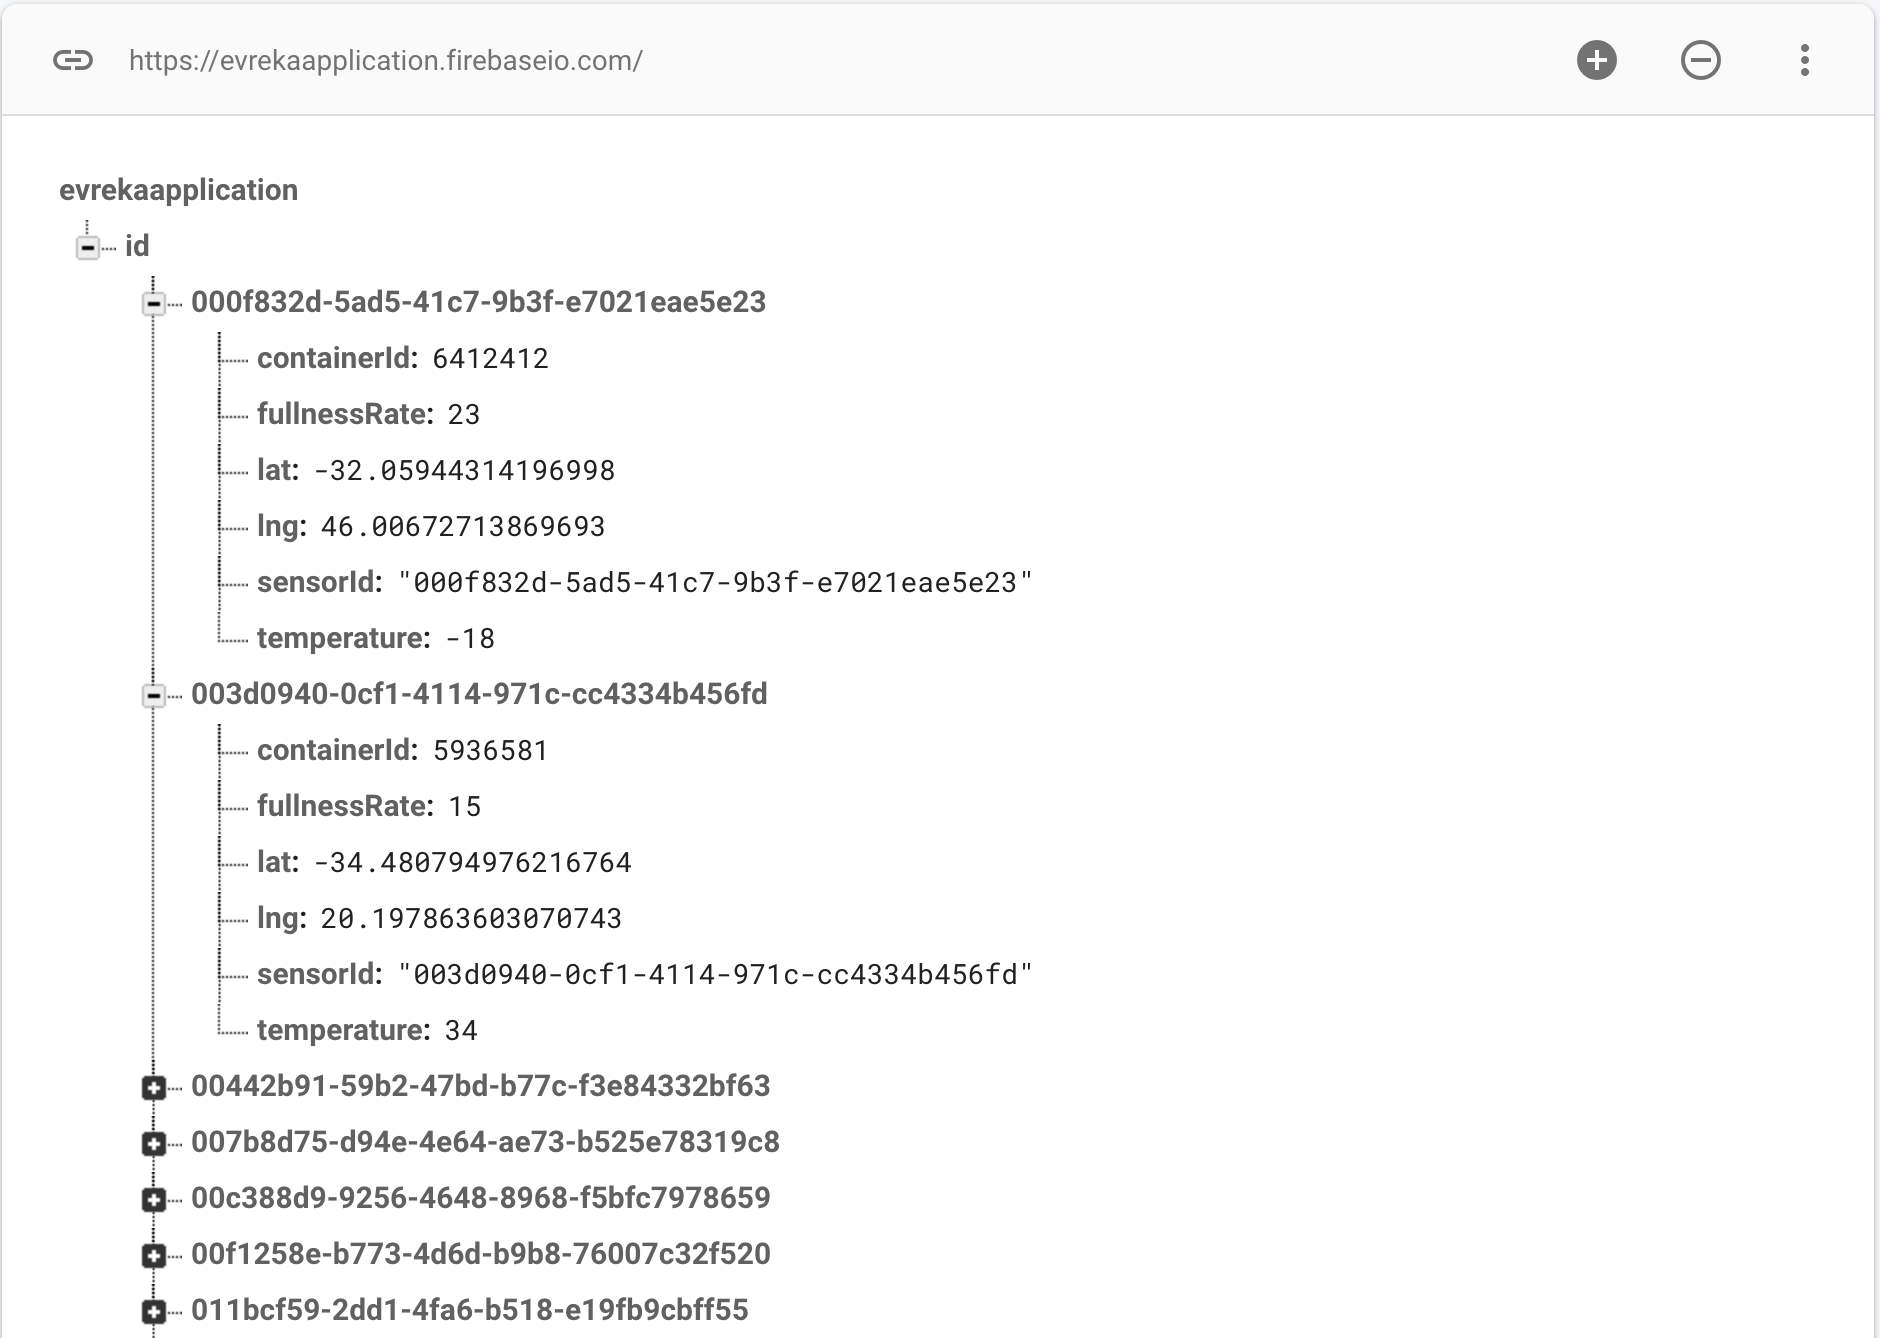 https://evrekaapplication.firebaseio.com/
evrekaapplication
id
000f832d-5ad5-41c7-9b3f-e7021eae5e23
containerId: 6412412
fullnessRate: 23
lat: -32.05944314196998
lng: 46.00672713869693
sensorId: "000f832d-5ad5-41c7-9b3f-e7021eae5e23"
temperature: -18
003d0940-0cf1-4114-971c-cc4334b456fd
containerId: 5936581
fullnessRate: 15
lat: -34.480794976216764
lng: 20.197863603070743
sensorId: "003d0940-0cf1-4114-971c-cc4334b456fd"
temperature: 34
00442b91-59b2-47bd-b77c-f3e84332bf63
007b8d75-d94e-4e64-ae73-b525e78319c8
00c388d9-9256-4648-8968-f5bfc7978659
00f1258e-b773-4d6d-b9b8-76007c32f520
011bcf59-2dd1-4fa6-b518-e19fb9cbff55